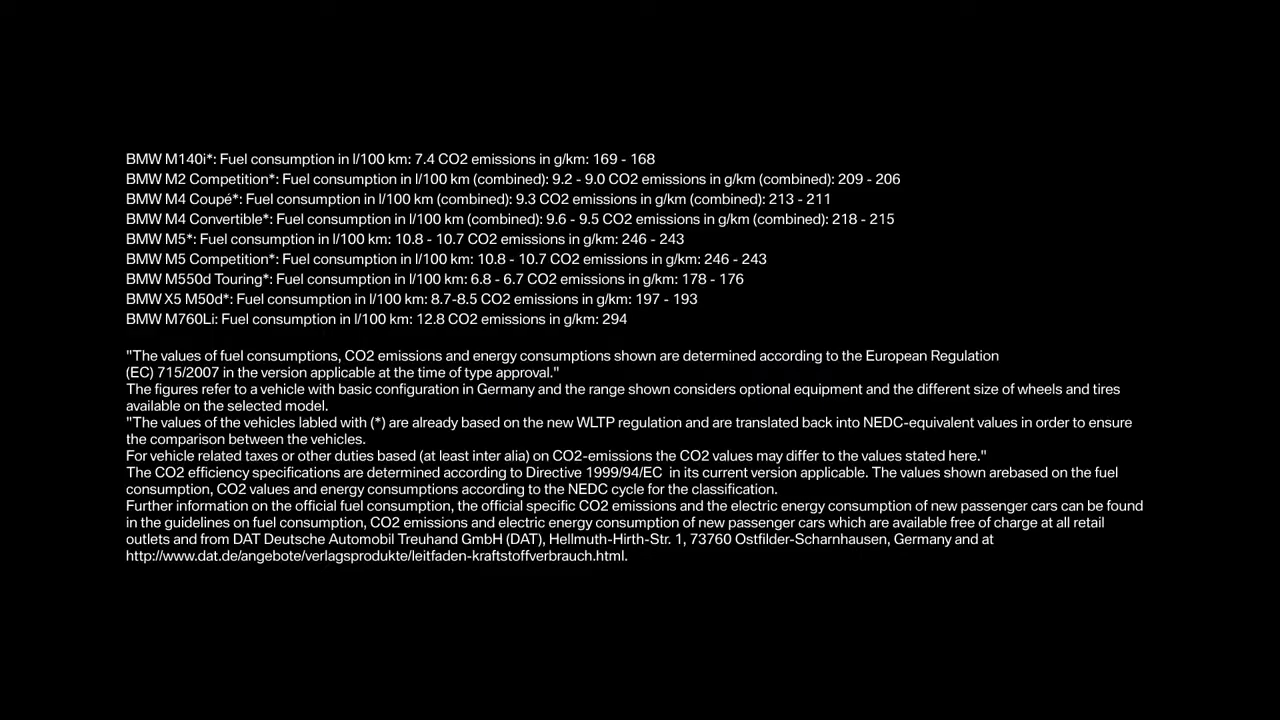 BMW M140i*: Fuel consumption in l/100 km: 7.4 CO2 emissions in g/km: 169 - 168
BMW M2 Competition*: Fuel consumption in l/100 km (combined): 9.2 - 9.0 CO2 emissions in g/km (combined): 209 - 206
BMW M4 Coupé*: Fuel consumption in l/100 km (combined): 9.3 CO2 emissions in g/km (combined): 213 - 211
BMW M4 Convertible*: Fuel consumption in l/100 km (combined): 9.6 - 9.5 CO2 emissions in g/km (combined): 218 - 215
BMW M5*: Fuel consumption in l/100 km: 10.8 - 10.7 CO2 emissions in g/km: 246 - 243
BMW M5 Competition*: Fuel consumption in l/100 km: 10.8 - 10.7 CO2 emissions in g/km: 246 - 243
BMW M550d Touring*: Fuel consumption in l/100 km: 6.8 - 6.7 CO2 emissions in g/km: 178 - 176
BMW X5 M50d*: Fuel consumption in l/100 km: 8.7-8.5 CO2 emissions in g/km: 197 - 193
BMW M760Li: Fuel consumption in l/100 km: 12.8 CO2 emissions in g/km: 294
"The values of fuel consumptions, CO2 emissions and energy consumptions shown are determined according to the European Regulation
(EC) 715/2007 in the version applicable at the time of type approval."
The figures refer to a vehicle with basic configuration in Germany and the range shown considers optional equipment and the different size of wheels and tires
available on the selected model.
"The values of the vehicles labled with (*) are already based on the new WLTP regulation and are translated back into NEDC-equivalent values in order to ensure
the comparison between the vehicles.
For vehicle related taxes or other duties based (at least inter alia) on CO2-emissions the CO2 values may differ to the values stated here."
The CO2 efficiency specifications are determined according to Directive 1999/94/EC in its current version applicable. The values shown arebased on the fuel
consumption, CO2 values and energy consumptions according to the NEDC cycle for the classification.
Further information on the official fuel consumption, the official specific CO2 emissions and the electric energy consumption of new passenger cars can be found
in the guidelines on fuel consumption, CO2 emissions and electric energy consumption of new passenger cars which are available free of charge at all retail
outlets and from DAT Deutsche Automobil Treuhand GmbH (DAT), Hellmuth-Hirth-Str. 1, 73760 Ostfilder-Scharnhausen, Germany and at
http://www.dat.de/angebote/verlagsprodukte/leitfaden-kraftstoffverbrauch.html.